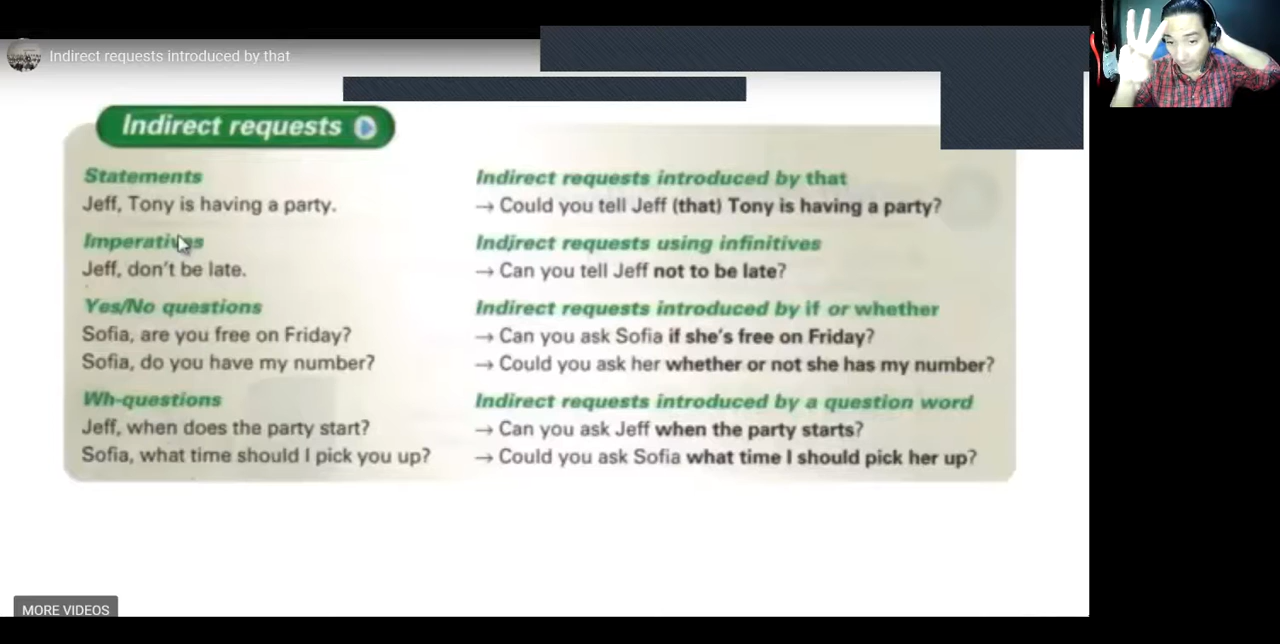 Indirect requests introduced by that
Indirect requests
Statements
Jeff, Tony is having a party.
Indirect requests introduced by that
→ Could you tell Jeff (that) Tony is having a party?
Imperatives
Jeff, don't be late.
Indirect requests using infinitives
→ Can you tell Jeff not to be late?
Yes/No questions
Sofia, are you free on Friday?
Sofia, do you have my number?
Indirect requests introduced by if or whether
→ Can you ask Sofia if she's free on Friday?
→ Could you ask her whether or not she has my number?
Wh-questions
Jeff, when does the party start?
Sofia, what time should I pick you up?
Indirect requests introduced by a question word
→ Can you ask Jeff when the party starts?
→ Could you ask Sofia what time I should pick her up?
MORE VIDEOS